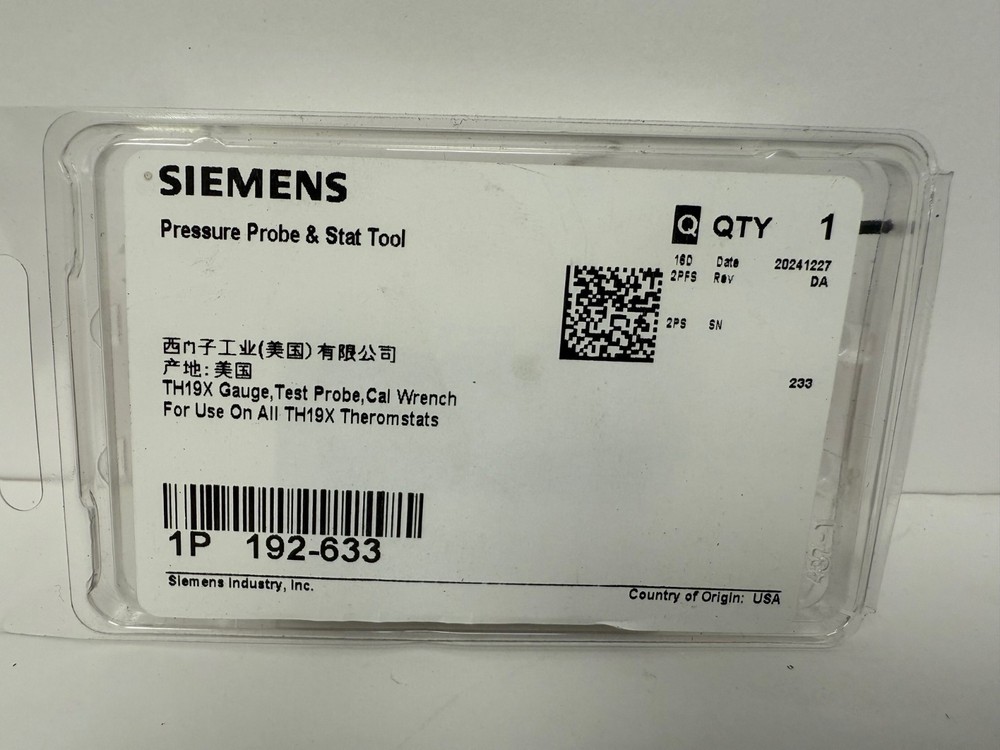 SIEMENS
Pressure Probe & Stat Tool
Q QTY 1
16D Date 20241227
2PFS Rev DA
2PS SN
233
西门子工业(美国)有限公司
产地:美国
TH19X Gauge,Test Probe,Cal Wrench
For Use On All TH19X Theromstats
1P 192-633
Siemens Industry, Inc.
Country of Origin: USA